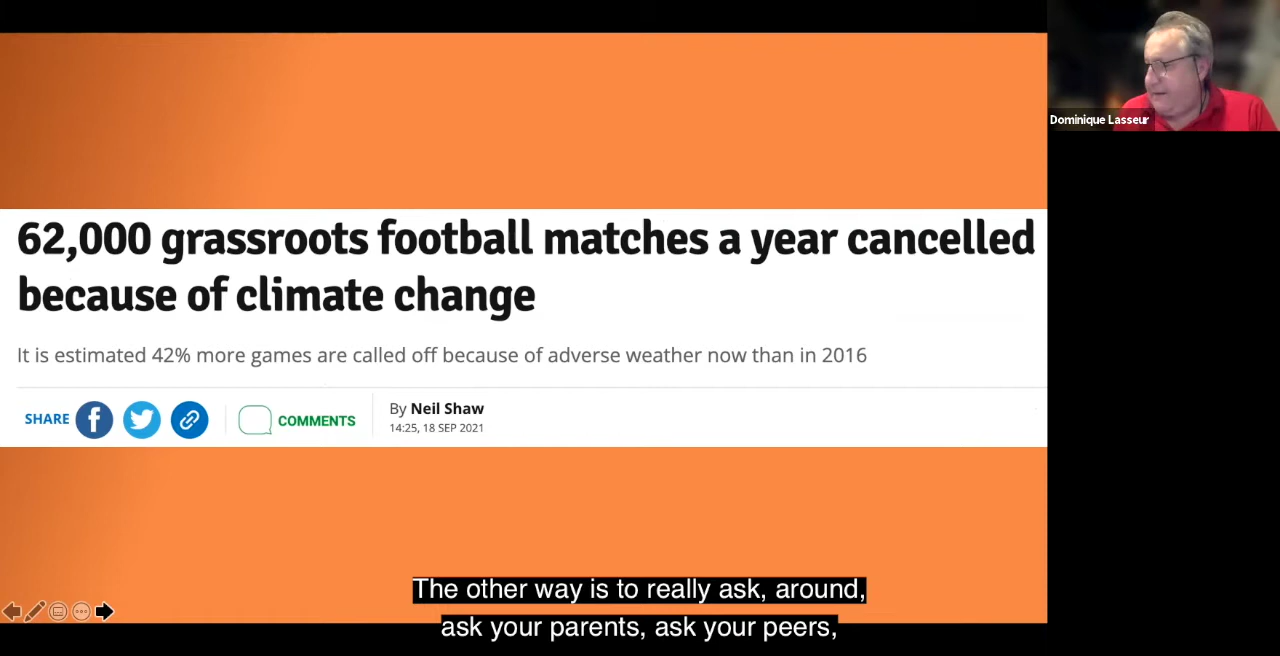 Dominique Lasseur
62,000 grassroots football matches a year cancelled
because of climate change
It is estimated 42% more games are called off because of adverse weather now than in 2016
SHARE
COMMENTS
By Neil Shaw
14:25, 18 SEP 2021
The other way is to really ask, around,
ask your parents, ask your peers,